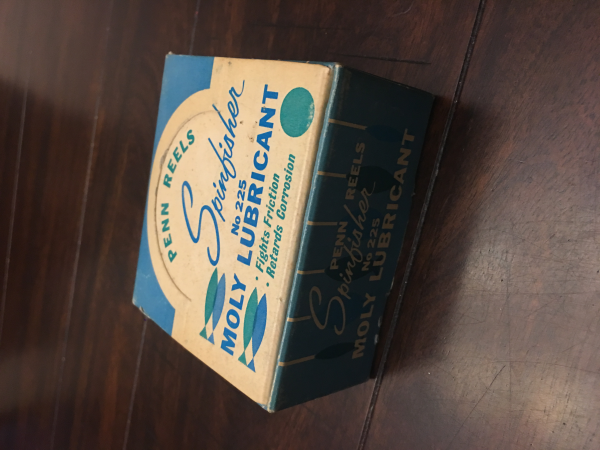 PENN REELS
Spinfisher
No 225
MOLY LUBRICANT
• Fights Friction
• Retards Corrosion
PENN REELS
Spinfisher
No 225
MOLY LUBRICANT